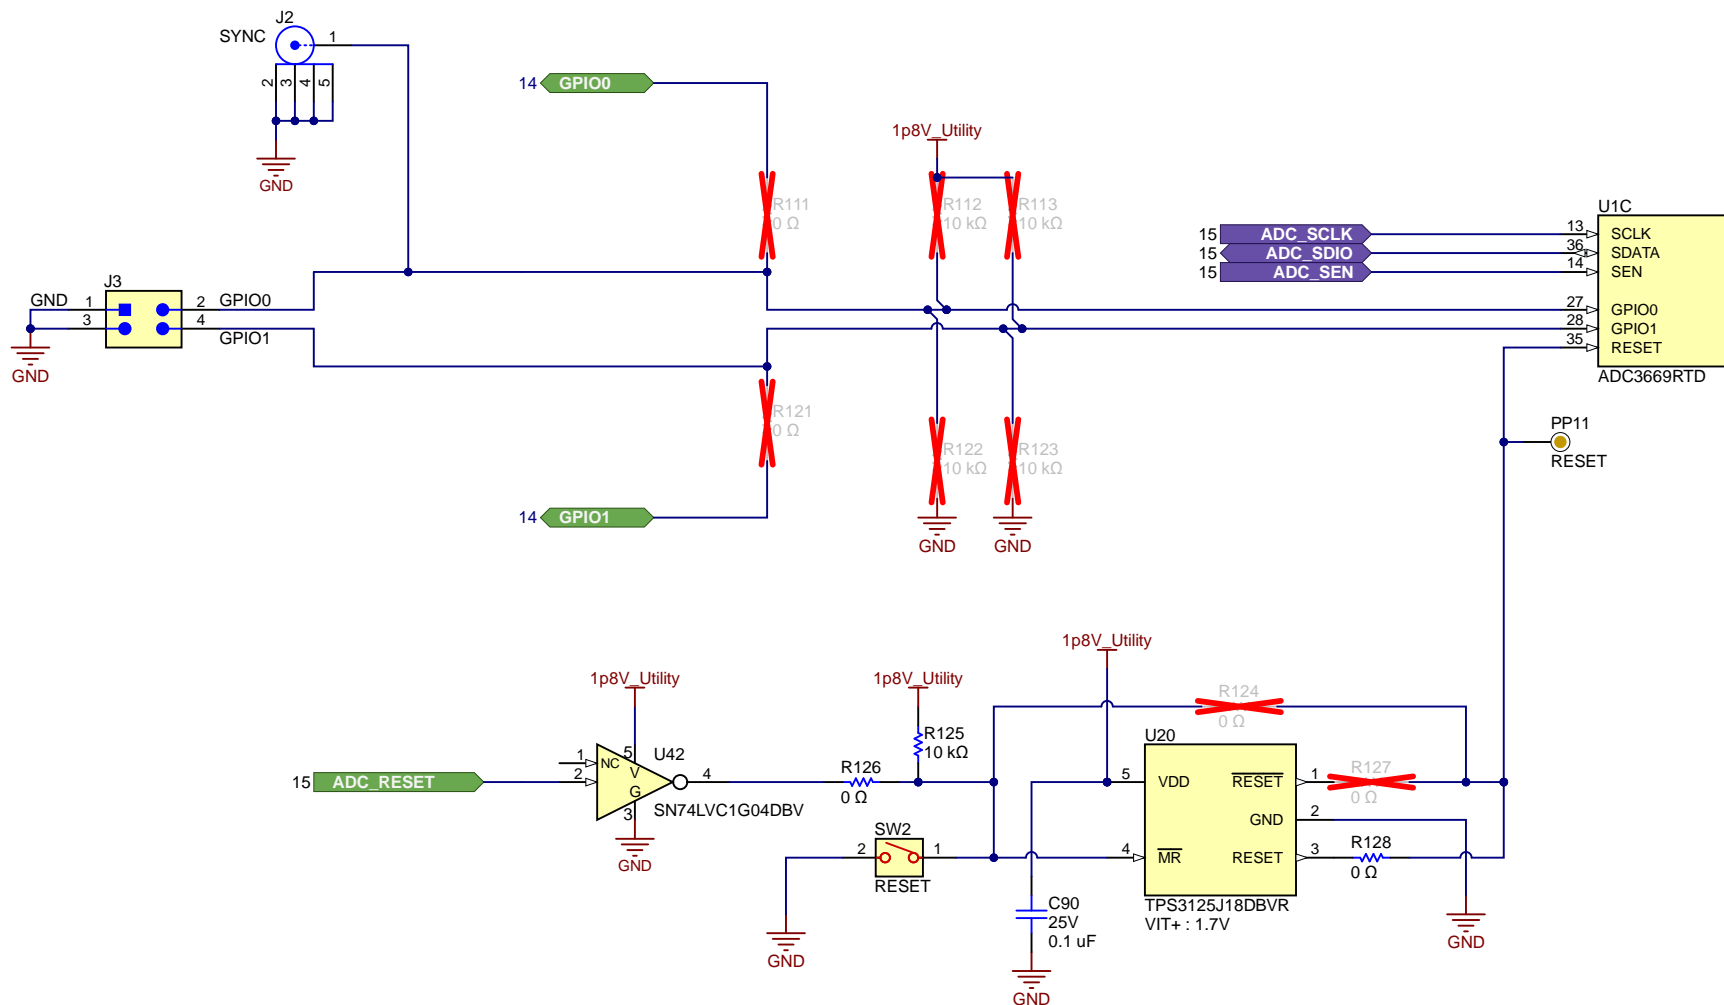 J2
SYNC
1
2
3
4
5
GND
14
GPIO0
R111
0 Ω
1p8V_Utility
R112
10 kΩ
R113
10 kΩ
U1C
15
ADC_SCLK
13
SCLK
15
ADC_SDIO
36
SDATA
15
ADC_SEN
14
SEN
27
GPIO0
28
GPIO1
35
RESET
ADC3669RTD
J3
GND
1
3
2
4
GPIO0
GPIO1
GND
R121
0 Ω
14
GPIO1
R122
10 kΩ
R123
10 kΩ
GND
GND
PP11
RESET
1p8V_Utility
1p8V_Utility
1p8V_Utility
15
ADC_RESET
1
NC
2
5
V
G
3
4
U42
SN74LVC1G04DBV
GND
R125
10 kΩ
R126
0 Ω
R124
0 Ω
SW2
2
1
RESET
GND
C90
25V
0.1 uF
GND
U20
5
VDD
4
MR
RESET
1
GND
2
RESET
3
TPS3125J18DBVR
VIT+ : 1.7V
R127
0 Ω
R128
0 Ω
GND